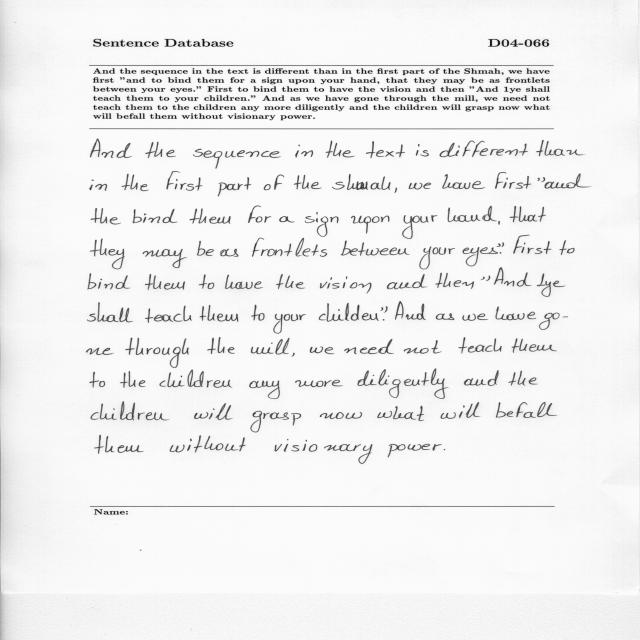 Sentence Database D04-066
And the sequence in the text is different than in the first part of the Shmah, we have
first "and to bind them for a sign upon your hand, that they may be as frontlets
between your eyes." First to bind them to have the vision and then "And 1ye shall
teach them to your children." And as we have gone through the mill, we need not
teach them to the children any more diligently and the children will grasp now what
will befall them without visionary power.
And the sequence in the text is different than
in the first part of the shmah, we have first "and
the bind them for a sign upon your hand, that
they may be as frontlets between your eyes." First to
bind them to have the vision and then "And 1ye
shall teach them to your childen." And as we have go-
ne through the mill, we need not teach them
to the children any more diligently and the
children will grasp now what will befall
them without visionary power.
Name: